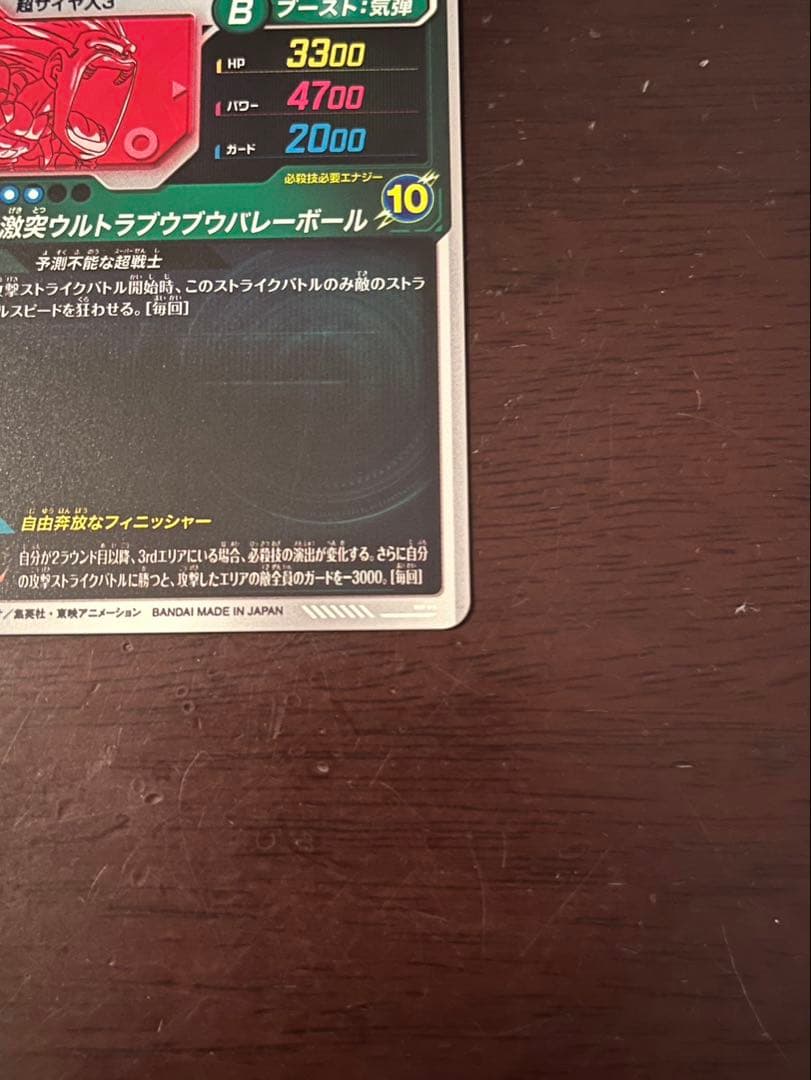 超サイヤ人3
B ブースト:気弾
HP 3300
パワー 4700
ガード 2000
必殺技必要エナジー
10
激突ウルトラブウブウバレーボール
予測不能な超戦士
撃ストライクバトル開始時、このストライクバトルのみ敵のストラ
ルスピードを狂わせる。[毎回]
自由奔放なフィニッシャー
自分が2ラウンド目以降、3rdエリアにいる場合、必殺技の演出が変化する。さらに自分
の攻撃ストライクバトルに勝つと、攻撃したエリアの敵全員のガードを-3000。[毎回]
/集英社・東映アニメーション BANDAI MADE IN JAPAN